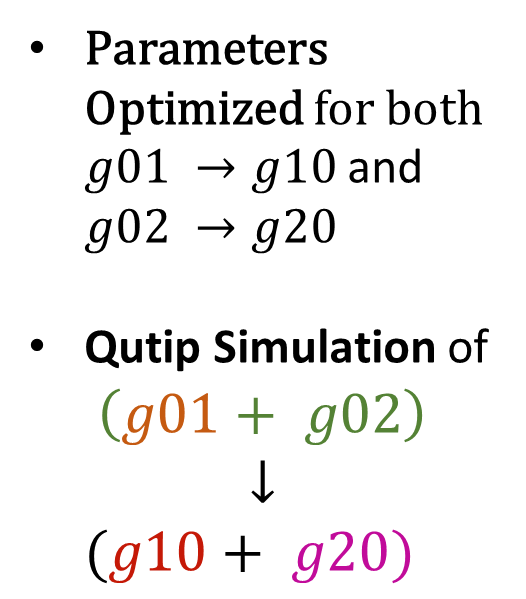 • Parameters
Optimized for both
g01 → g10 and
g02 → g20
• Qutip Simulation of
(g01 + g02)
↓
(g10 + g20)